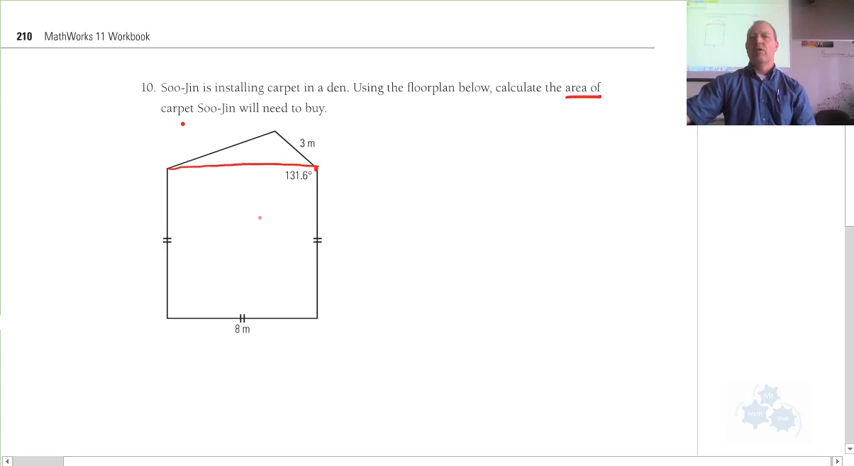 210 MathWorks 11 Workbook
10. Soo-Jin is installing carpet in a den. Using the floorplan below, calculate the area of
carpet Soo-Jin will need to buy.
3 m
131.6°
8 m